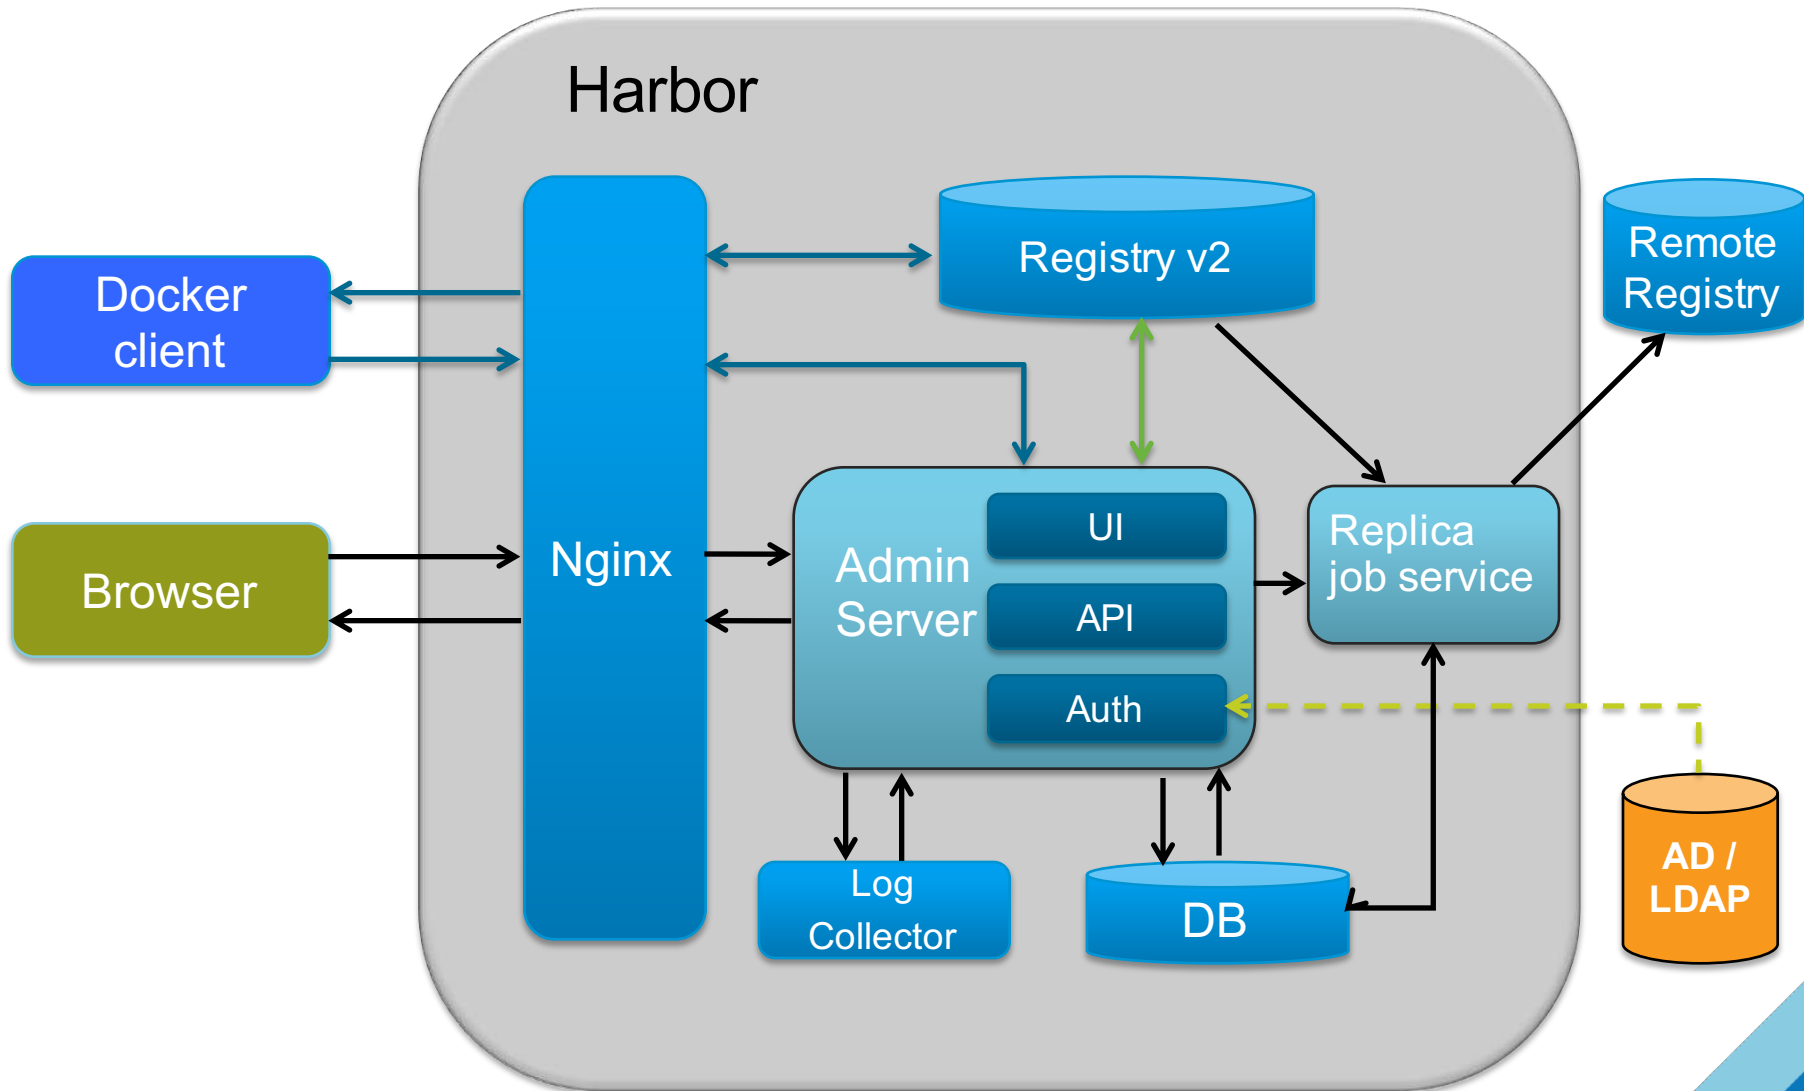 Harbor
Docker
client
Registry v2
Remote
Registry
Browser
Nginx
Admin
Server
UI
API
Auth
Replica
job service
Log
Collector
DB
AD /
LDAP